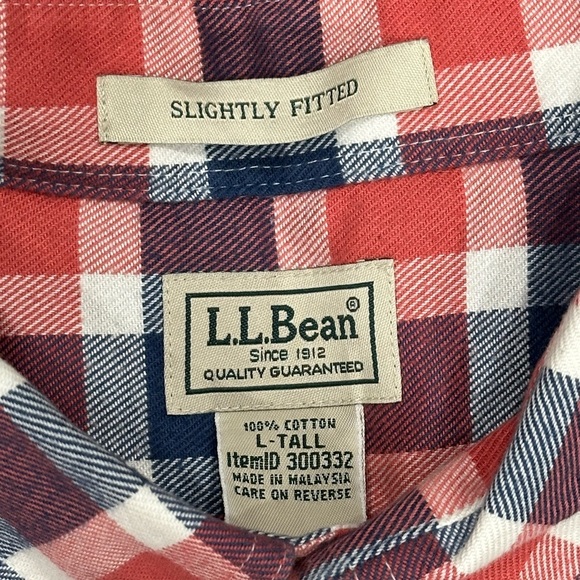 SLIGHTLY FITTED
L.L.Bean®
Since 1912
QUALITY GUARANTEED
100% COTTON
L-TALL
ItemID 300332
MADE IN MALAYSIA
CARE ON REVERSE